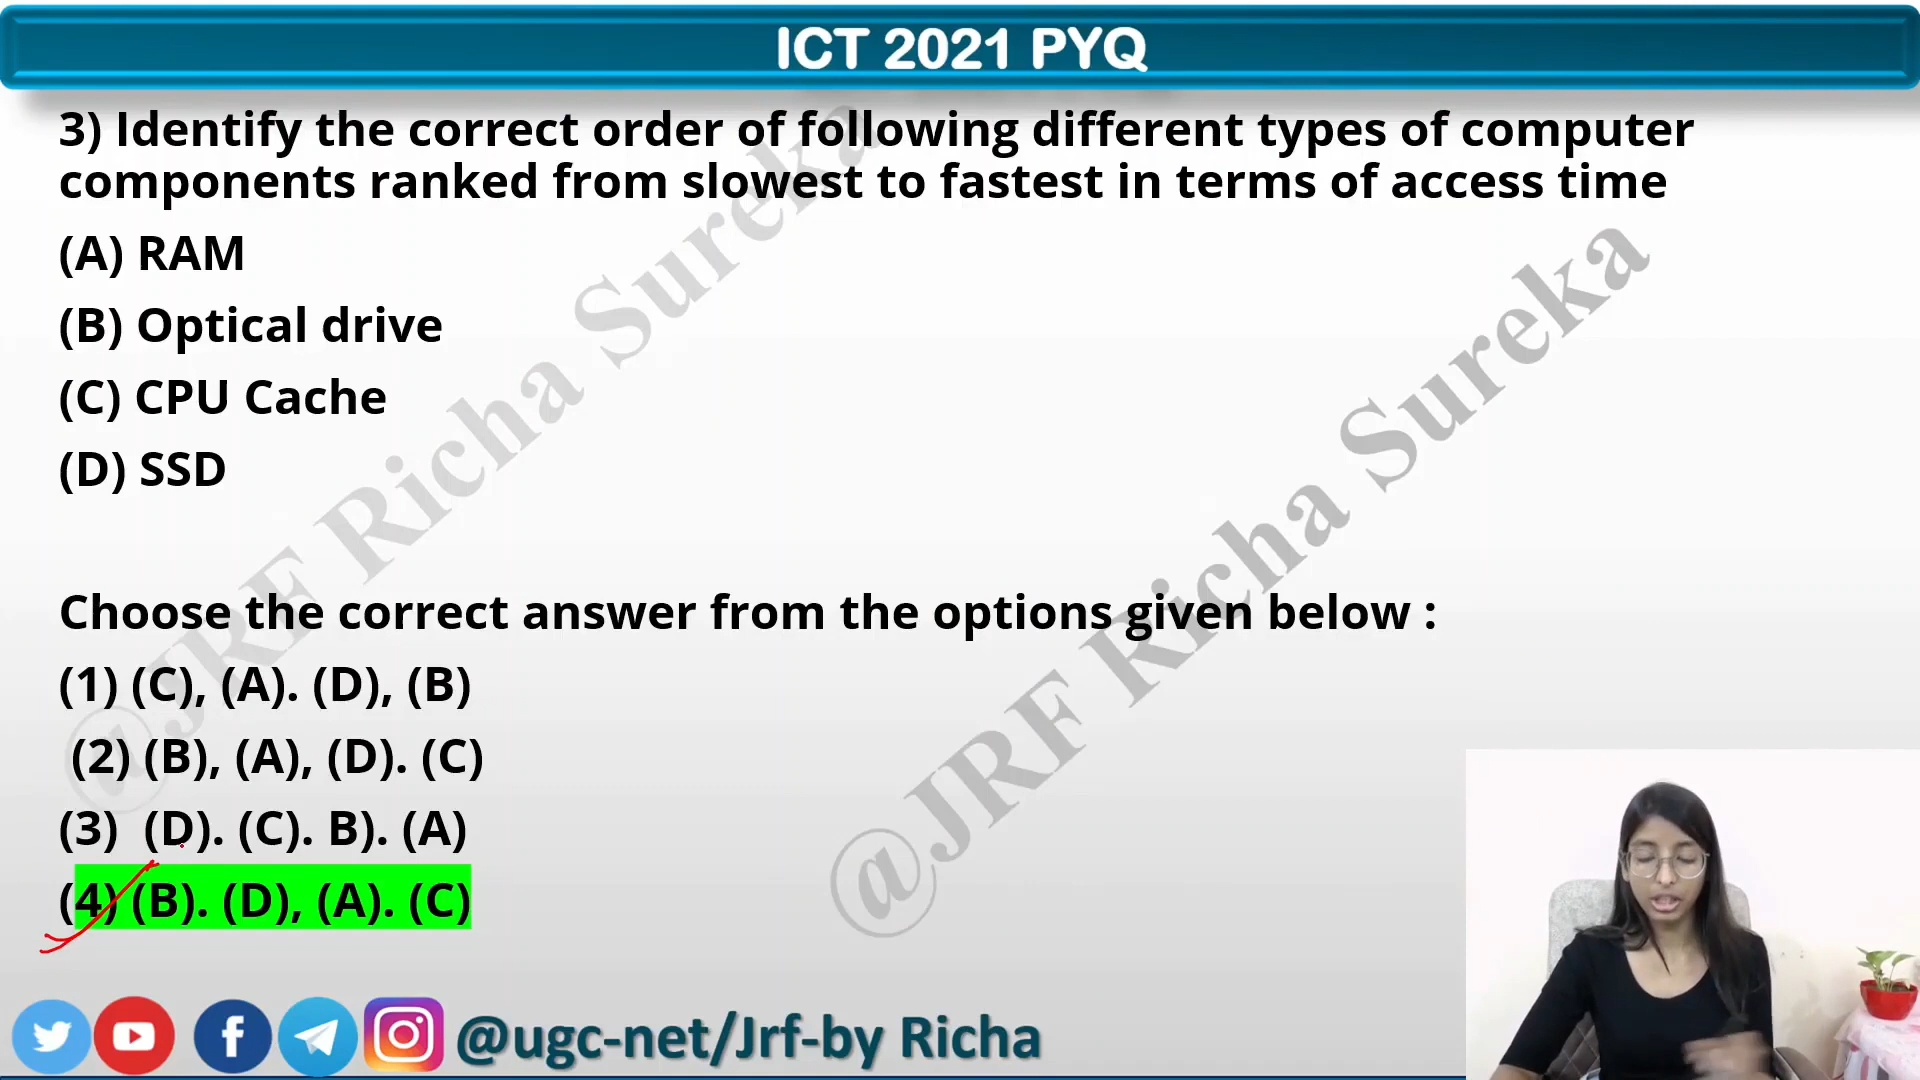 ICT 2021 PYQ
3) Identify the correct order of following different types of computer
components ranked from slowest to fastest in terms of access time
(A) RAM
(B) Optical drive
(C) CPU Cache
(D) SSD
Choose the correct answer from the options given below :
(1) (C), (A). (D), (B)
(2) (B), (A), (D). (C)
(3) (D). (C). B). (A)
(4) (B). (D), (A). (C)
@JRF Richa Sureka
@JRF Richa Sureka
@ugc-net/Jrf-by Richa